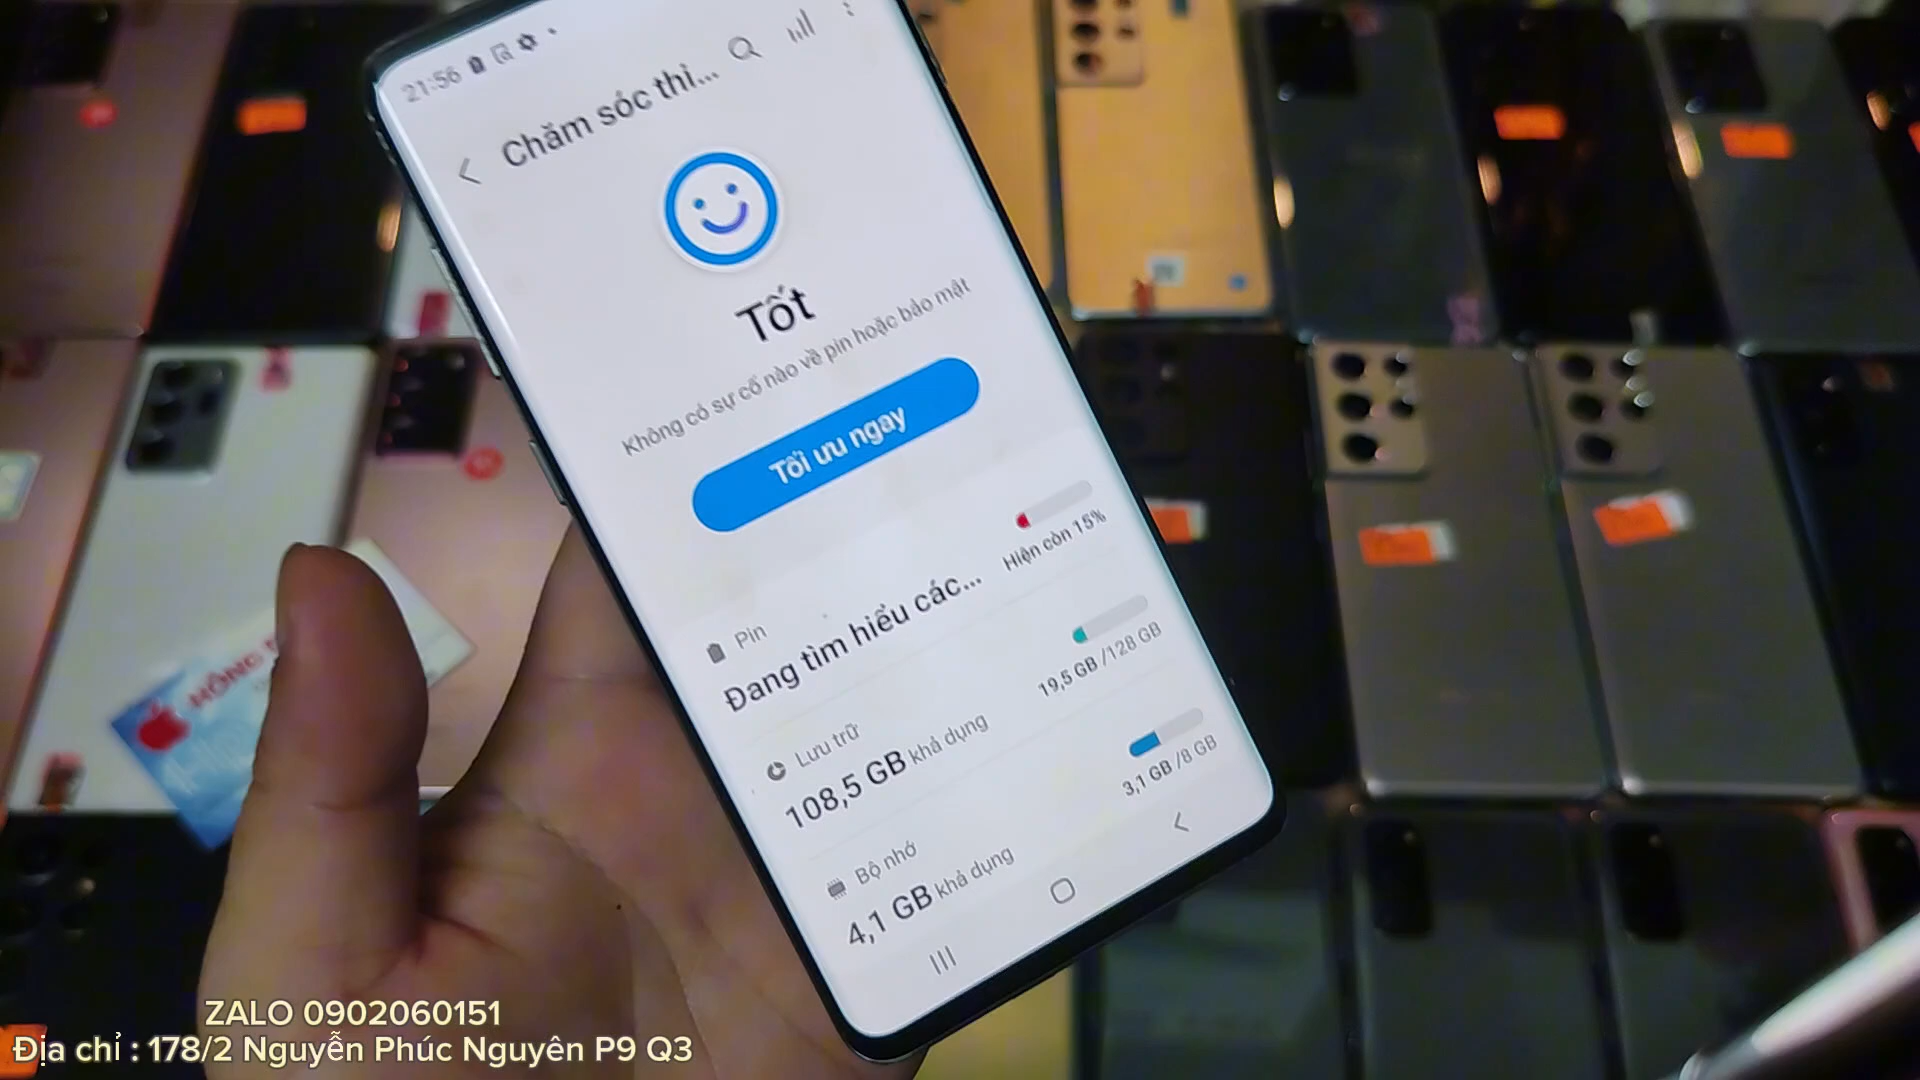 21:56
Chăm sóc thi...
Tốt
Không có sự cố nào về pin hoặc bảo mật
Tối ưu ngay
Pin
Đang tìm hiểu các...
Hiện còn 15%
Lưu trữ
108,5 GB khả dụng
19,5 GB /128 GB
Bộ nhớ
4,1 GB khả dụng
3,1 GB /8 GB
HỒNG
ZALO 0902060151
Địa chỉ : 178/2 Nguyễn Phúc Nguyên P9 Q3